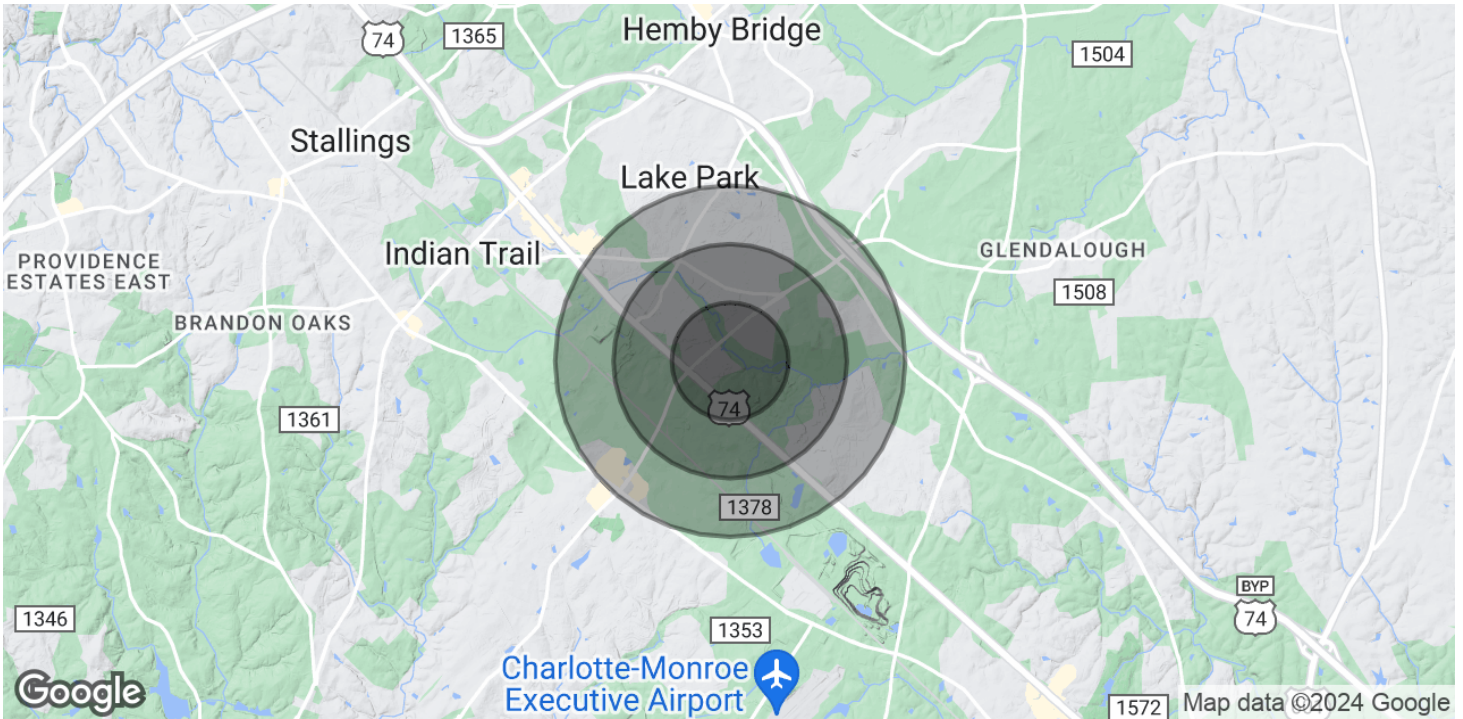 Hemby Bridge
74
1365
1504
Stallings
Lake Park
Indian Trail
GLENDALOUGH
PROVIDENCE
ESTATES EAST
1508
BRANDON OAKS
74
1361
1378
BYP
74
1346
1353
Charlotte-Monroe
Executive Airport
Google
1572
Map data ©2024 Google